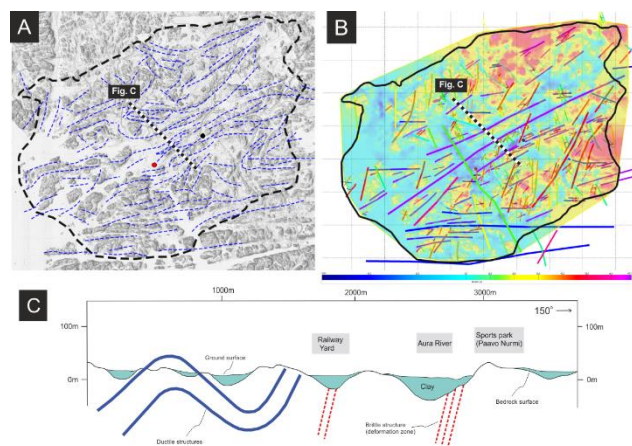 A
Fig. C
B
Fig. C
C
1000m
2000m
3000m
150°
100m
0m
100m
0m
Ground surface
Railway
Yard
Aura River
Sports park
(Paavo Nurmi)
Clay
Bedrock surface
Ductile structures
Brittle structure
(deformation zone)